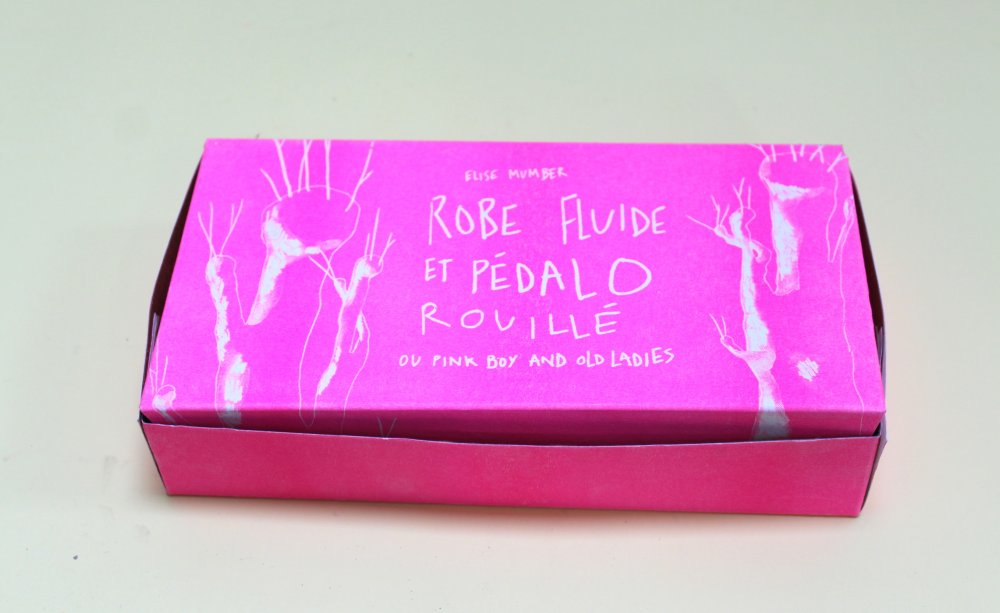 ELISE MUMBER
ROBE FLUIDE
ET PÉDALO
ROUILLÉ
OU PINK BOY AND OLD LADIES